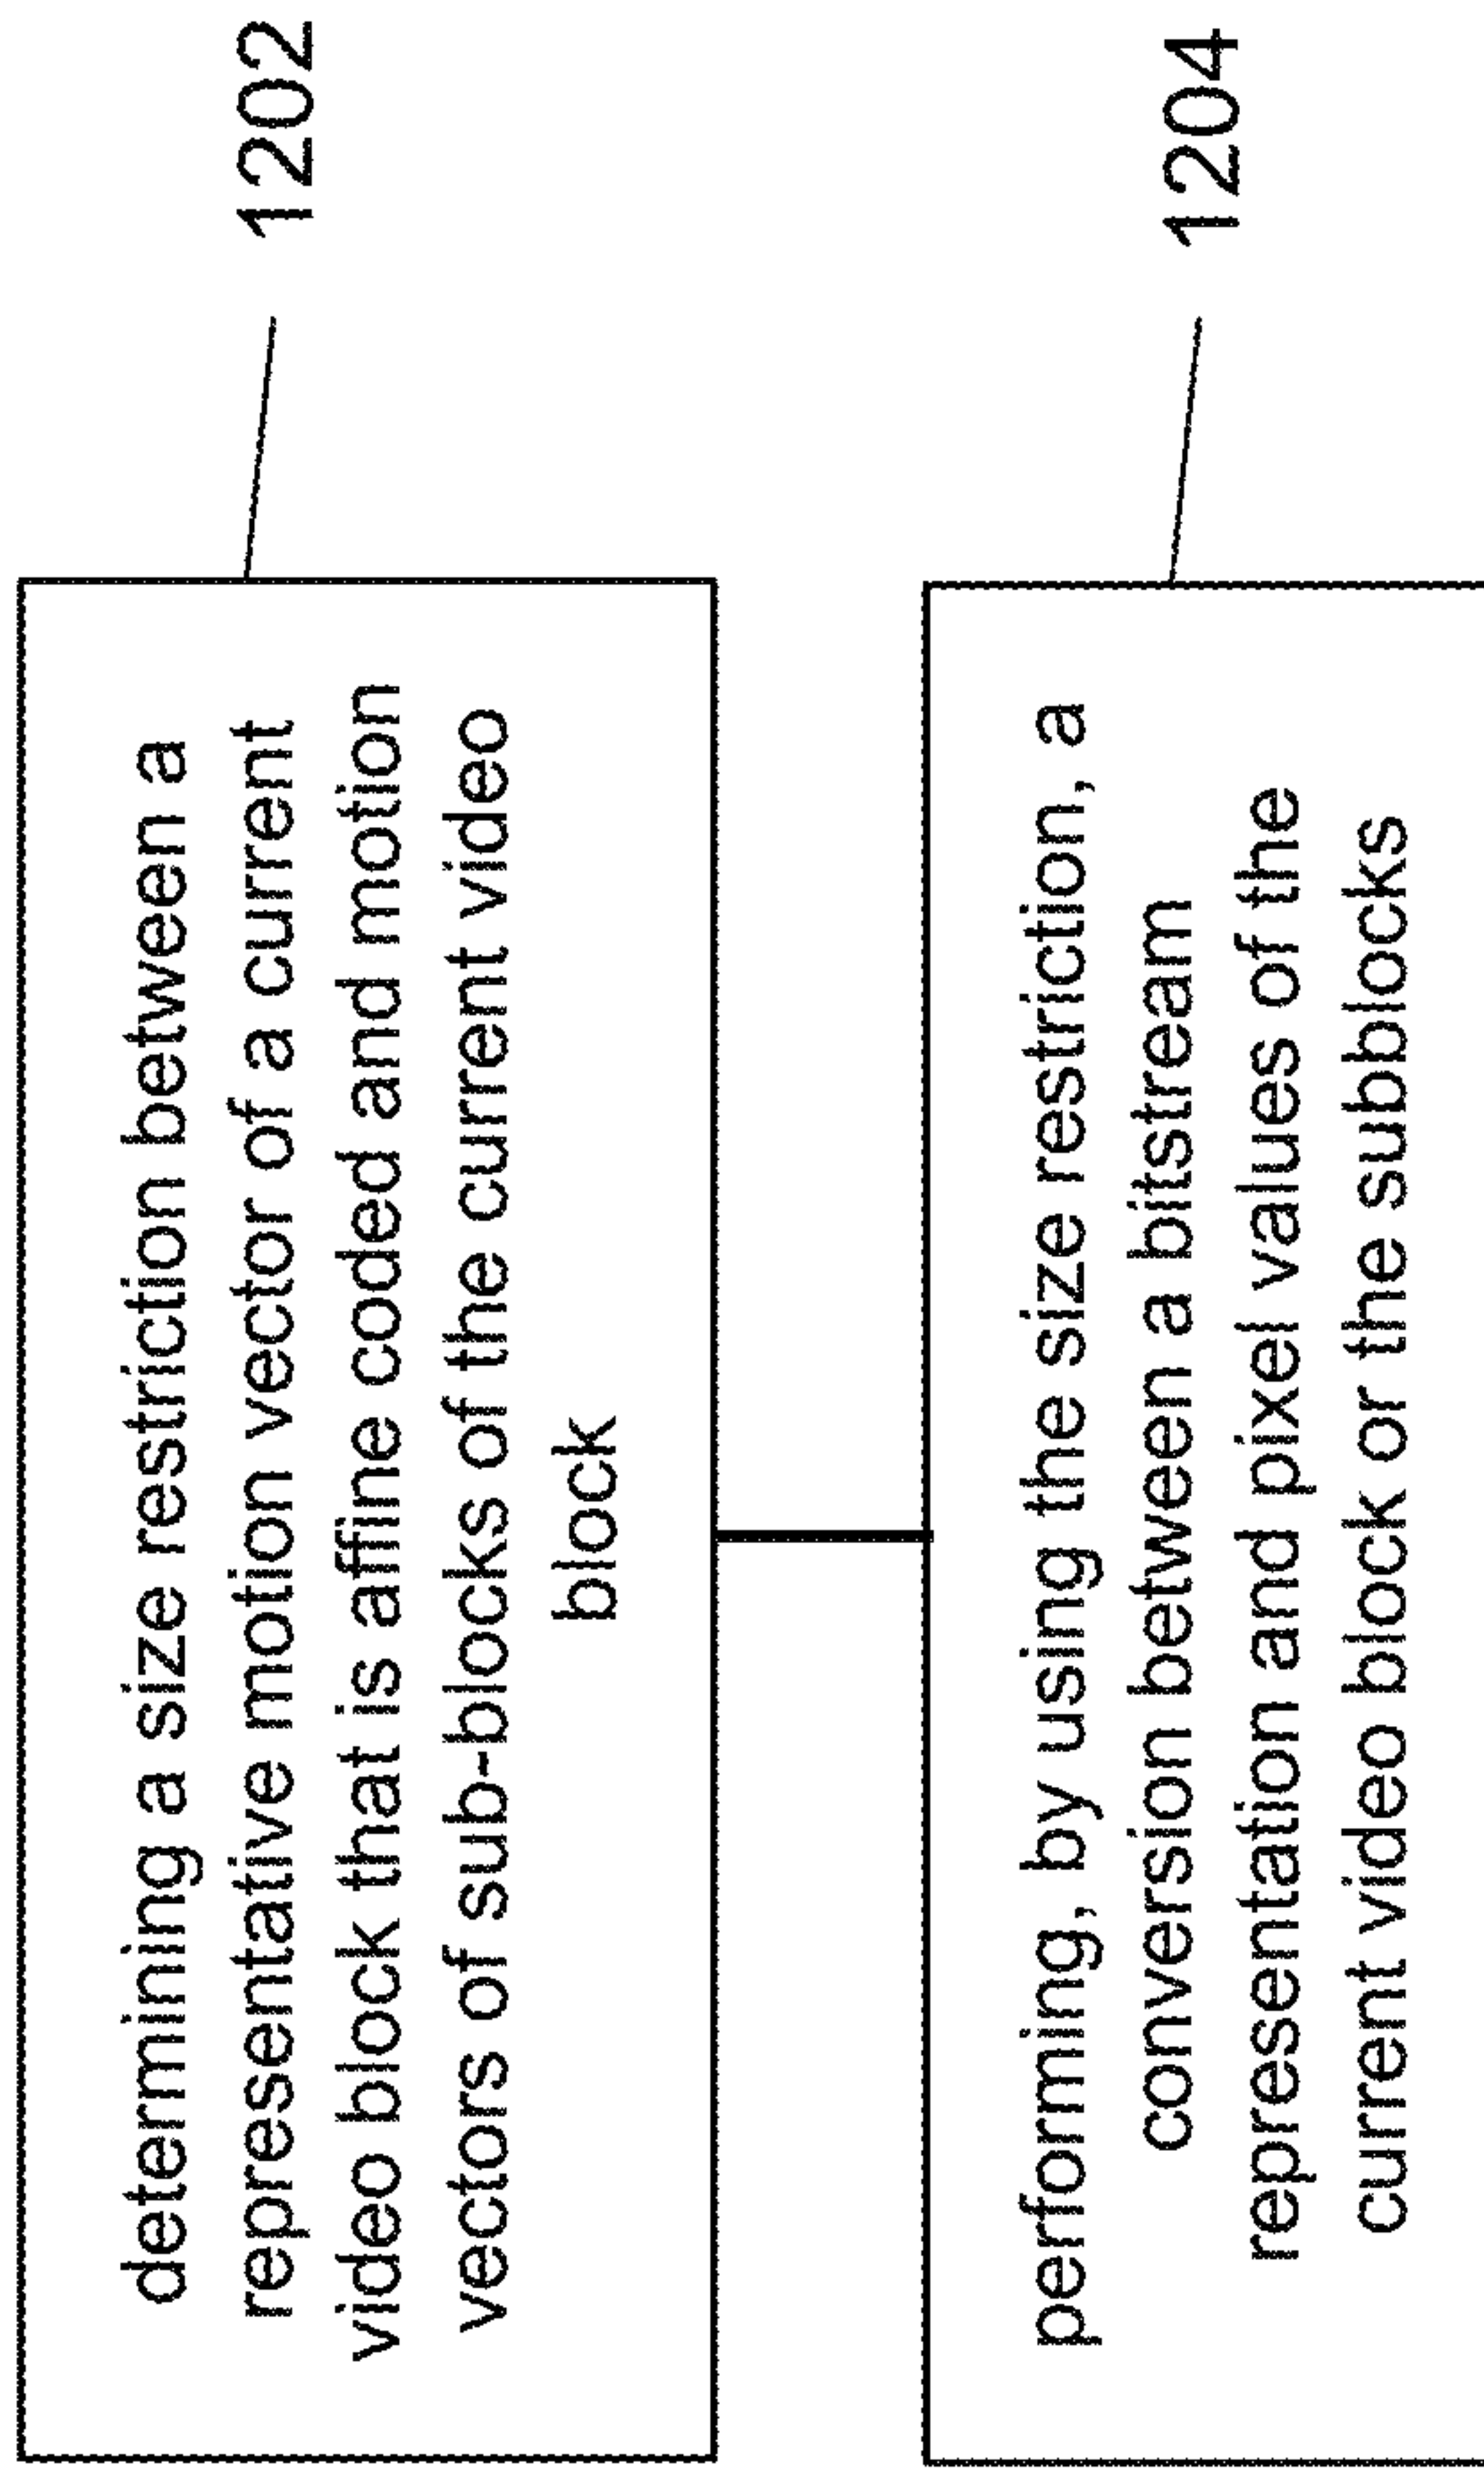 determining a size restriction between a
representative motion vector of a current
video block that is affine coded and motion
vectors of sub-blocks of the current video
block
1202
performing, by using the size restriction, a
conversion between a bitstream
representation and pixel values of the
current video block or the subblocks
1204